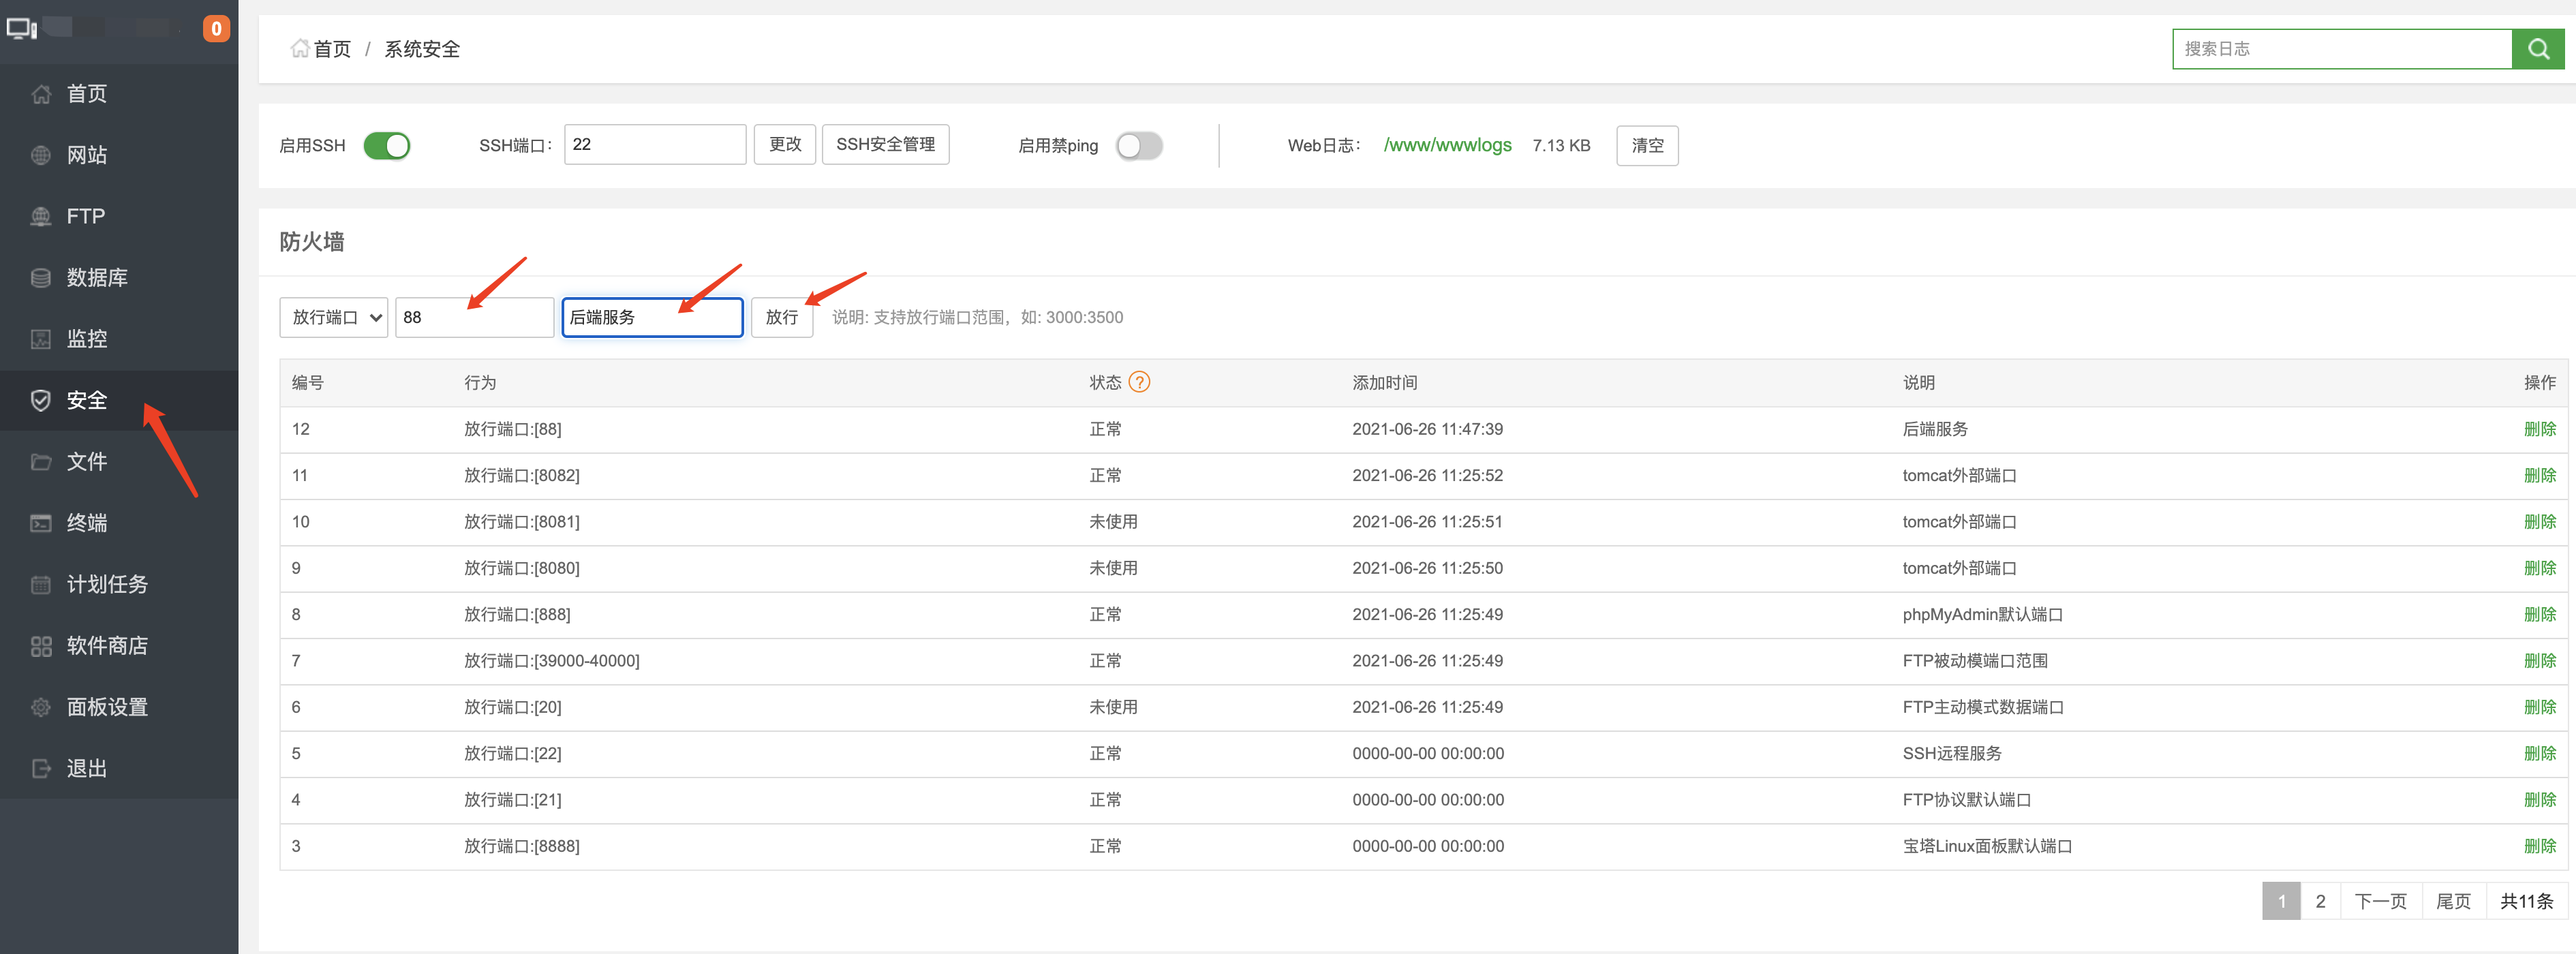 0
首页
网站
FTP
数据库
监控
安全
文件
终端
计划任务
软件商店
面板设置
退出
首页 / 系统安全
搜索日志
启用SSH SSH端口： 22 更改 SSH安全管理 启用禁ping Web日志： /www/wwwlogs 7.13 KB 清空
防火墙
放行端口 88 后端服务 放行 说明: 支持放行端口范围，如: 3000:3500
编号 行为 状态 ? 添加时间 说明 操作
12 放行端口:[88] 正常 2021-06-26 11:47:39 后端服务 删除
11 放行端口:[8082] 正常 2021-06-26 11:25:52 tomcat外部端口 删除
10 放行端口:[8081] 未使用 2021-06-26 11:25:51 tomcat外部端口 删除
9 放行端口:[8080] 未使用 2021-06-26 11:25:50 tomcat外部端口 删除
8 放行端口:[888] 正常 2021-06-26 11:25:49 phpMyAdmin默认端口 删除
7 放行端口:[39000-40000] 正常 2021-06-26 11:25:49 FTP被动模端口范围 删除
6 放行端口:[20] 未使用 2021-06-26 11:25:49 FTP主动模式数据端口 删除
5 放行端口:[22] 正常 0000-00-00 00:00:00 SSH远程服务 删除
4 放行端口:[21] 正常 0000-00-00 00:00:00 FTP协议默认端口 删除
3 放行端口:[8888] 正常 0000-00-00 00:00:00 宝塔Linux面板默认端口 删除
1 2 下一页 尾页 共11条